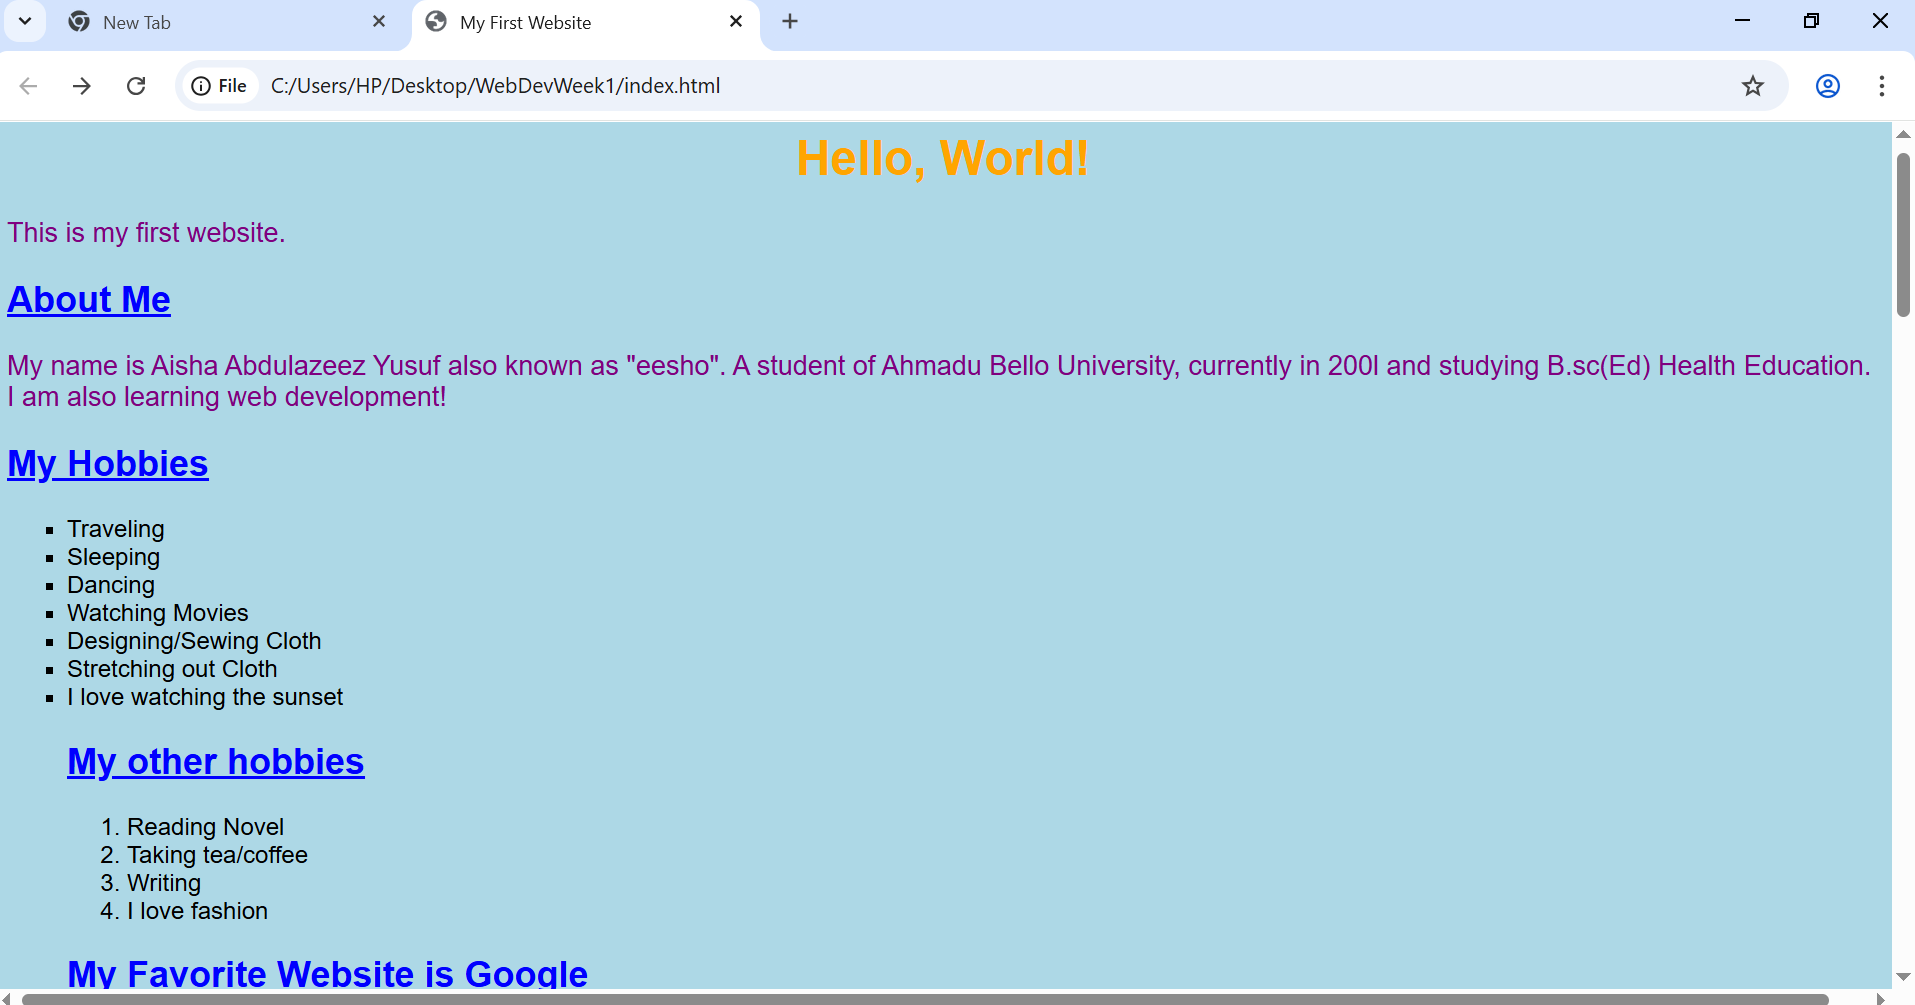 New Tab
My First Website
File
C:/Users/HP/Desktop/WebDevWeek1/index.html
Hello, World!
This is my first website.
About Me
My name is Aisha Abdulazeez Yusuf also known as "eesho". A student of Ahmadu Bello University, currently in 200l and studying B.sc(Ed) Health Education.
I am also learning web development!
My Hobbies
Traveling
Sleeping
Dancing
Watching Movies
Designing/Sewing Cloth
Stretching out Cloth
I love watching the sunset
My other hobbies
1. Reading Novel
2. Taking tea/coffee
3. Writing
4. I love fashion
My Favorite Website is Google